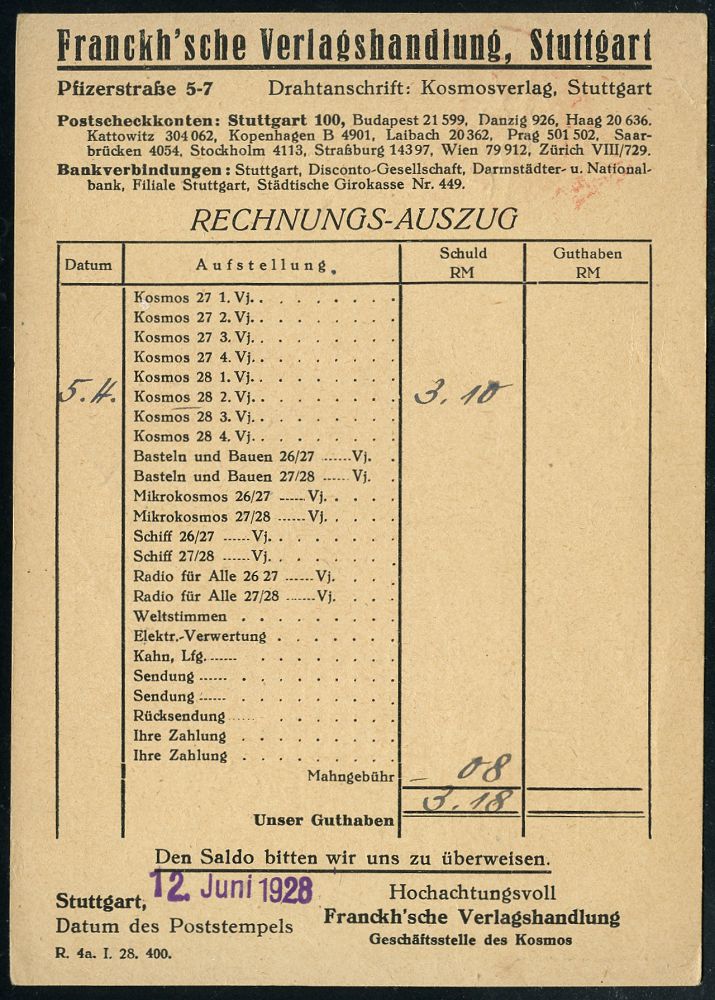 Franckh'sche Verlagshandlung, Stuttgart
Pfizerstraße 5-7 Drahtanschrift: Kosmosverlag, Stuttgart
Postscheckkonten: Stuttgart 100, Budapest 21 599, Danzig 926, Haag 20 636.
Kattowitz 304 062, Kopenhagen B 4901, Laibach 20 362, Prag 501 502, Saar-
brücken 4054, Stockholm 4113, Straßburg 143 97, Wien 79 912, Zürich VIII/729.
Bankverbindungen: Stuttgart, Disconto-Gesellschaft, Darmstädter- u. National-
bank, Filiale Stuttgart, Städtische Girokasse Nr. 449.
RECHNUNGS-AUSZUG
Datum Aufstellung. Schuld RM Guthaben RM
Kosmos 27 1. Vj. . . . . . . . .
Kosmos 27 2. Vj. . . . . . . . .
Kosmos 27 3. Vj. . . . . . . . .
Kosmos 27 4. Vj. . . . . . . . .
Kosmos 28 1. Vj. . . . . . . . .
5.4. Kosmos 28 2. Vj. . . . . . . . . 3.10
Kosmos 28 3. Vj. . . . . . . . .
Kosmos 28 4. Vj. . . . . . . . .
Basteln und Bauen 26/27 ...... Vj. .
Basteln und Bauen 27/28 ...... Vj. .
Mikrokosmos 26/27 ...... Vj. . . . .
Mikrokosmos 27/28 ...... Vj. . . . .
Schiff 26/27 ...... Vj. . . . . . .
Schiff 27/28 ...... Vj. . . . . . .
Radio für Alle 26 27 ...... Vj. . . .
Radio für Alle 27/28 ...... Vj. . . .
Weltstimmen . . . . . . . .
Elektr.-Verwertung . . . . . . .
Kahn, Lfg. ...... . . . . . . . .
Sendung ...... . . . . . . . . .
Sendung ...... . . . . . . . . .
Rücksendung ...... . . . . . . .
Ihre Zahlung . . . . . . . . .
Ihre Zahlung . . . . . . . . .
Mahngebühr – 08
Unser Guthaben 3.18
Den Saldo bitten wir uns zu überweisen.
Stuttgart, 12. Juni 1928
Datum des Poststempels
Hochachtungsvoll
Franckh'sche Verlagshandlung
Geschäftsstelle des Kosmos
R. 4a. I. 28. 400.